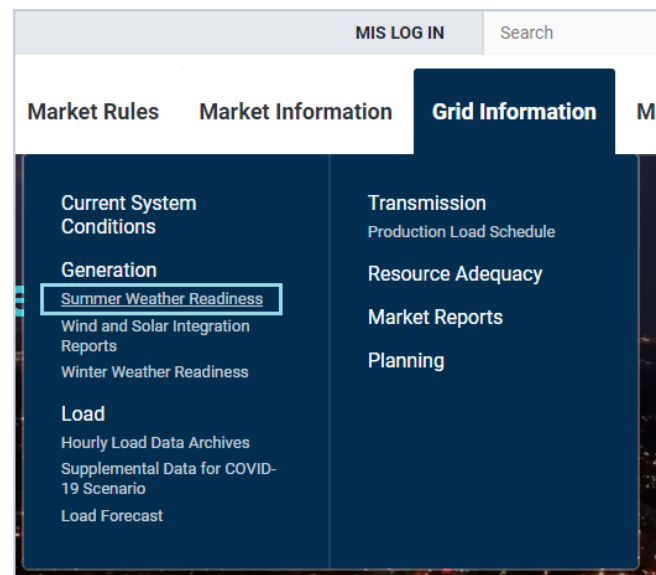 MIS LOG IN
Search
Market Rules
Market Information
Grid Information
M
Current System
Conditions
Generation
Summer Weather Readiness
Wind and Solar Integration
Reports
Winter Weather Readiness
Load
Hourly Load Data Archives
Supplemental Data for COVID-
19 Scenario
Load Forecast
Transmission
Production Load Schedule
Resource Adequacy
Market Reports
Planning